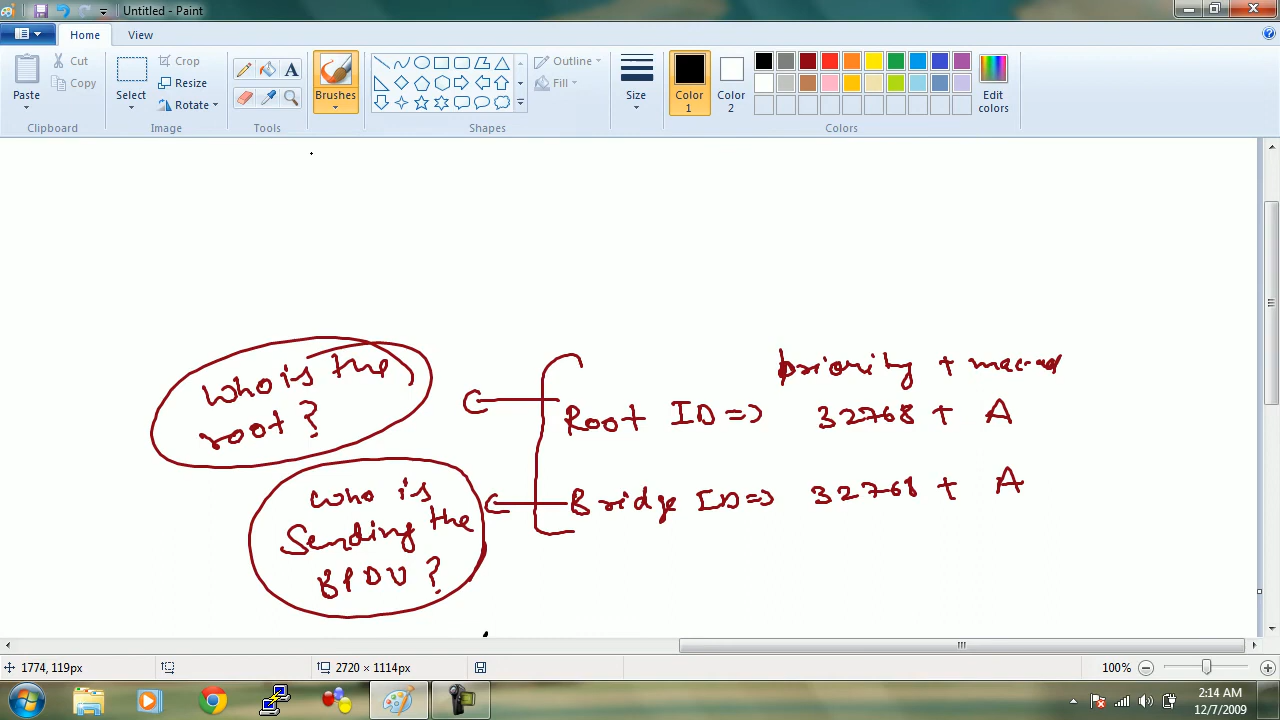 Untitled - Paint
Home
View
Paste
Cut
Copy
Clipboard
Select
Crop
Resize
Rotate
Image
Tools
Brushes
Outline
Fill
Shapes
Size
Color 1
Color 2
Edit colors
Colors
who is the
root ?
who is
sending the
BPDU ?
priority + mac-ad
Root ID => 32768 + A
Bridge ID => 32768 + A
1774, 119px
2720 × 1114px
100%
2:14 AM
12/7/2009